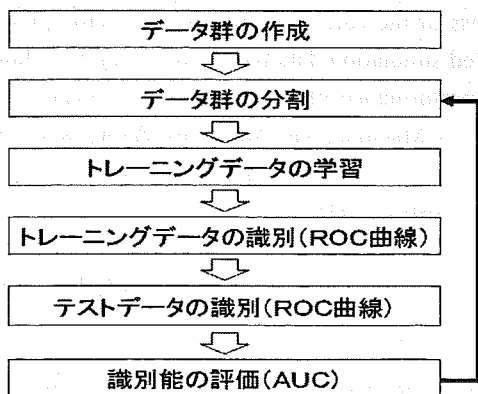 データ群の作成
データ群の分割
トレーニングデータの学習
トレーニングデータの識別(ROC曲線)
テストデータの識別(ROC曲線)
識別能の評価(AUC)